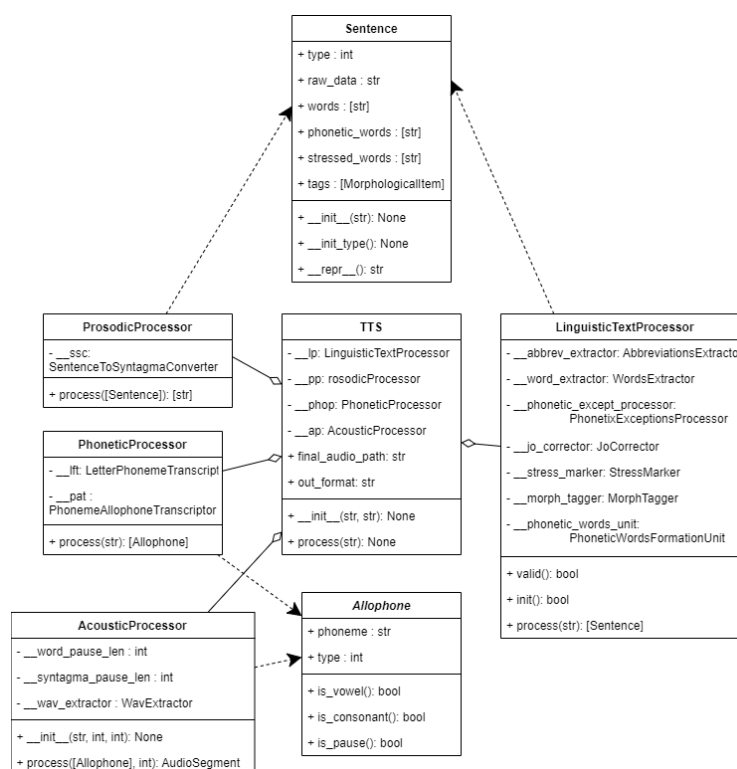 Sentence
+ type : int
+ raw_data : str
+ words : [str]
+ phonetic_words : [str]
+ stressed_words : [str]
+ tags : [MorphologicalItem]
+ __init__(str): None
+ __init_type(): None
+ __repr__(): str
ProsodicProcessor
- __ssc:
SentenceToSyntagmaConverter
+ process([Sentence]): [str]
TTS
- __lp: LinguisticTextProcessor
- __pp: rosodicProcessor
- __phop: PhoneticProcessor
- __ap: AcousticProcessor
+ final_audio_path: str
+ out_format: str
+ __init__(str, str): None
+ process(str): None
LinguisticTextProcessor
- __abbrev_extractor: AbbreviationsExtracto
- __word_extractor: WordsExtractor
- __phonetic_except_processor:
PhonetixExceptionsProcessor
- __jo_corrector: JoCorrector
- __stress_marker: StressMarker
- __morph_tagger: MorphTagger
- __phonetic_words_unit:
PhoneticWordsFormationUnit
+ valid(): bool
+ init(): bool
+ process(str): [Sentence]
PhoneticProcessor
- __lft: LetterPhonemeTranscript
- __pat :
PhonemeAllophoneTranscriptor
+ process(str): [Allophone]
AcousticProcessor
- __word_pause_len : int
- __syntagma_pause_len : int
- __wav_extractor : WavExtractor
+ __init__(str, int, int): None
+ process([Allophone], int): AudioSegment
Allophone
+ phoneme : str
+ type : int
+ is_vowel(): bool
+ is_consonant(): bool
+ is_pause(): bool